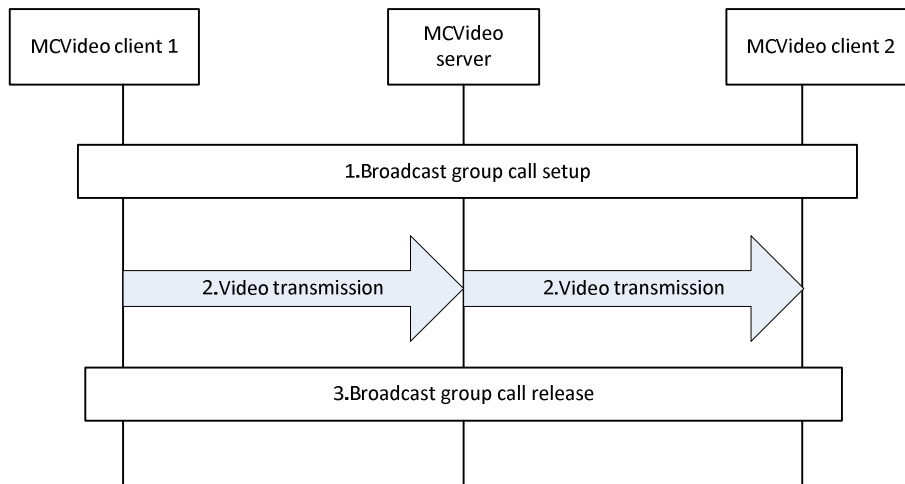 MCVideo client 1
MCVideo
server
MCVideo client 2
1.Broadcast group call setup
2.Video transmission
2.Video transmission
3.Broadcast group call release